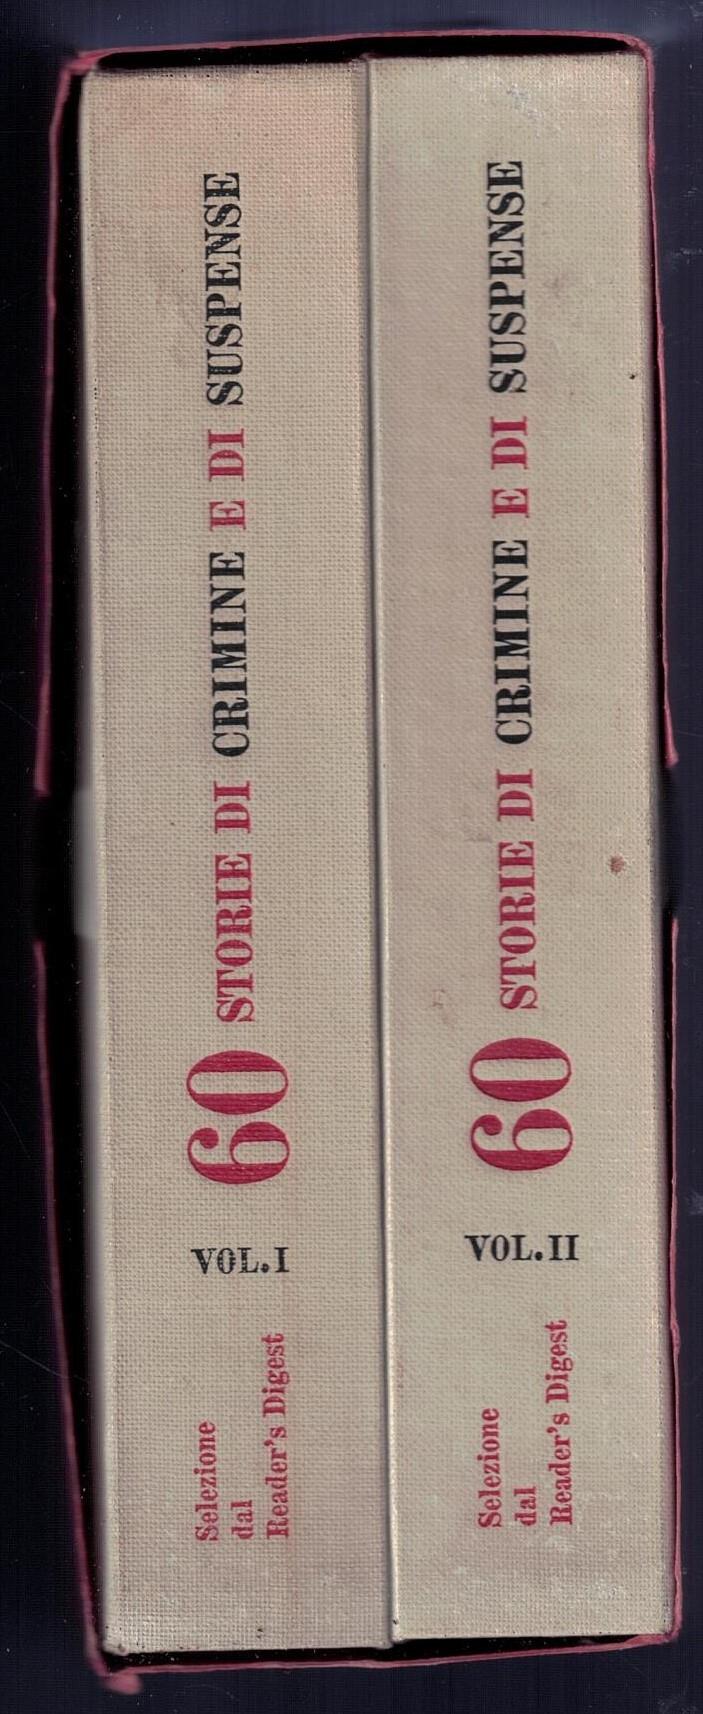 60 STORIE DI CRIMINE E DI SUSPENSE
VOL. I
Selezione
dal
Reader's Digest
60 STORIE DI CRIMINE E DI SUSPENSE
VOL. II
Selezione
dal
Reader's Digest